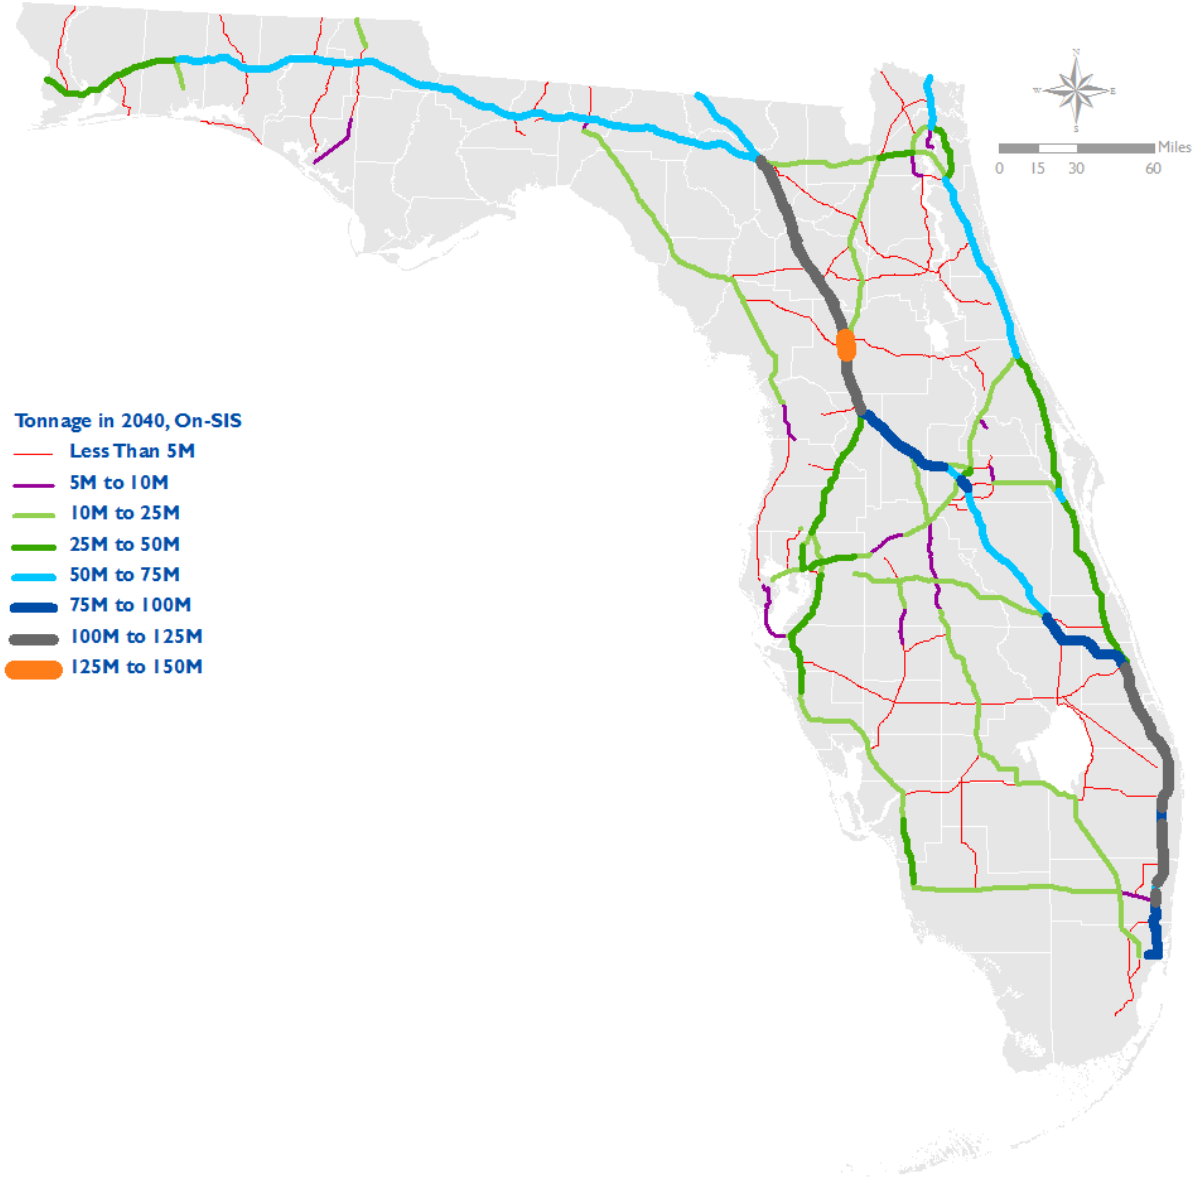 N
W E
S
Miles
0 15 30 60
Tonnage in 2040, On-SIS
Less Than 5M
5M to 10M
10M to 25M
25M to 50M
50M to 75M
75M to 100M
100M to 125M
125M to 150M